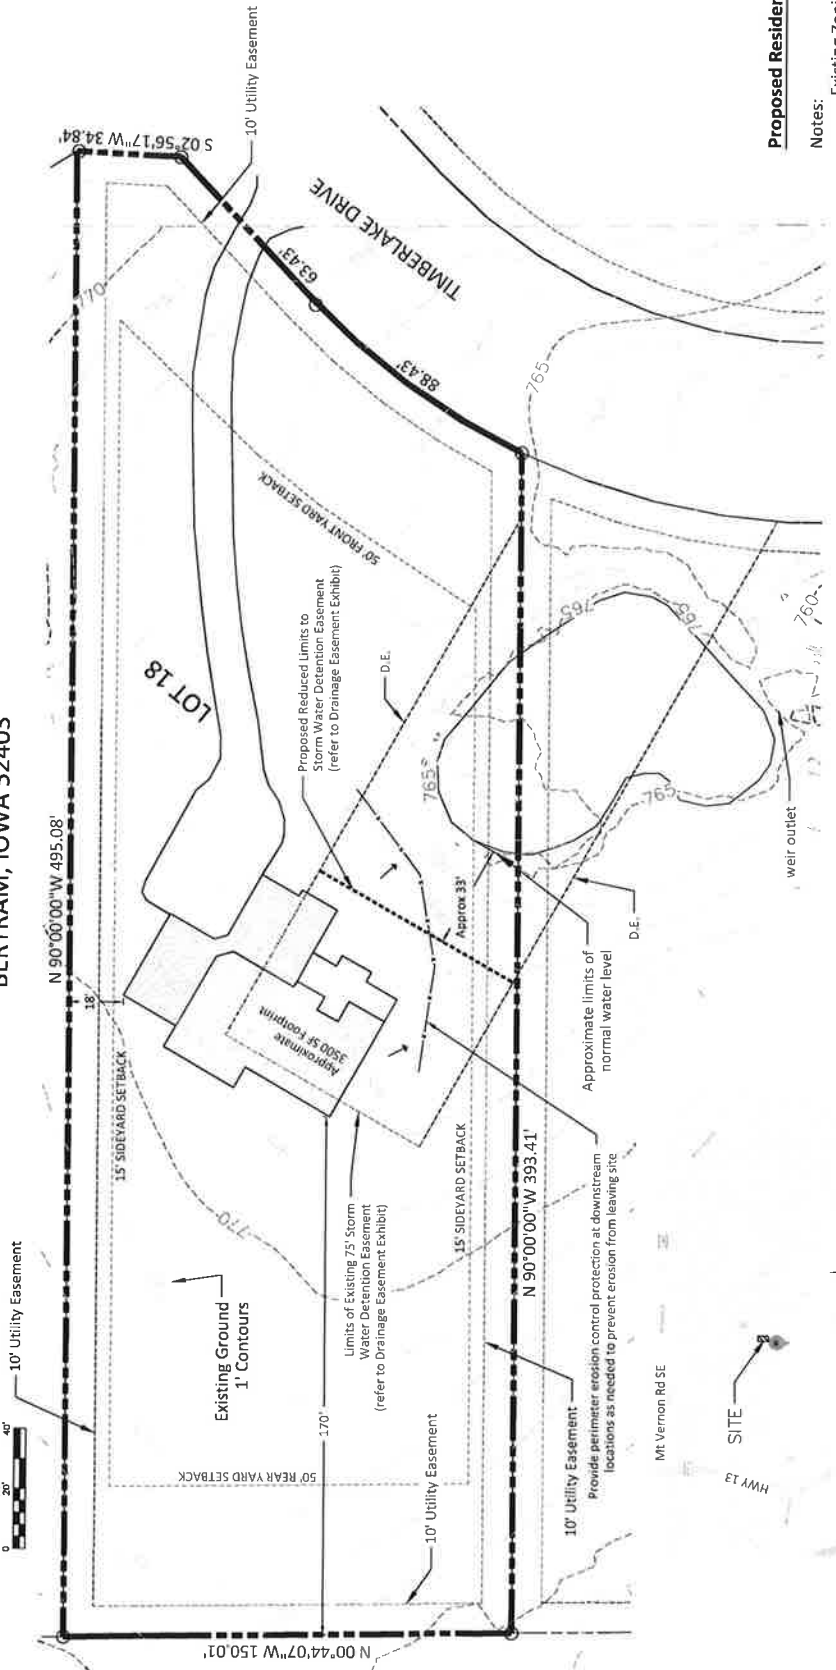 BERTRAM, IOWA 52403
0 20' 40'
10' Utility Easement
N 90°00'00"W 495.08'
S 02°56'17"W 34.84'
10' Utility Easement
770
63.43'
TIMBERLAKE DRIVE
88.43'
765
50' FRONT YARD SETBACK
LOT 18
Proposed Reduced Limits to
Storm Water Detention Easement
(refer to Drainage Easement Exhibit)
D.E.
765
765
765
765
760
weir outlet
18'
15' SIDEYARD SETBACK
Approximate
3500 SF Footprint
Approx 33'
D.E.
Approximate limits of
normal water level
770
Existing Ground
1' Contours
Limits of Existing 75' Storm
Water Detention Easement
(refer to Drainage Easement Exhibit)
15' SIDEYARD SETBACK
N 90°00'00"W 393.41'
170'
50' REAR YARD SETBACK
10' Utility Easement
10' Utility Easement
Provide perimeter erosion control protection at downstream
locations as needed to prevent erosion from leaving site
N 00°44'07"W 150.01'
Mt Vernon Rd SE
SITE
HWY 13
Proposed Residen
Notes: